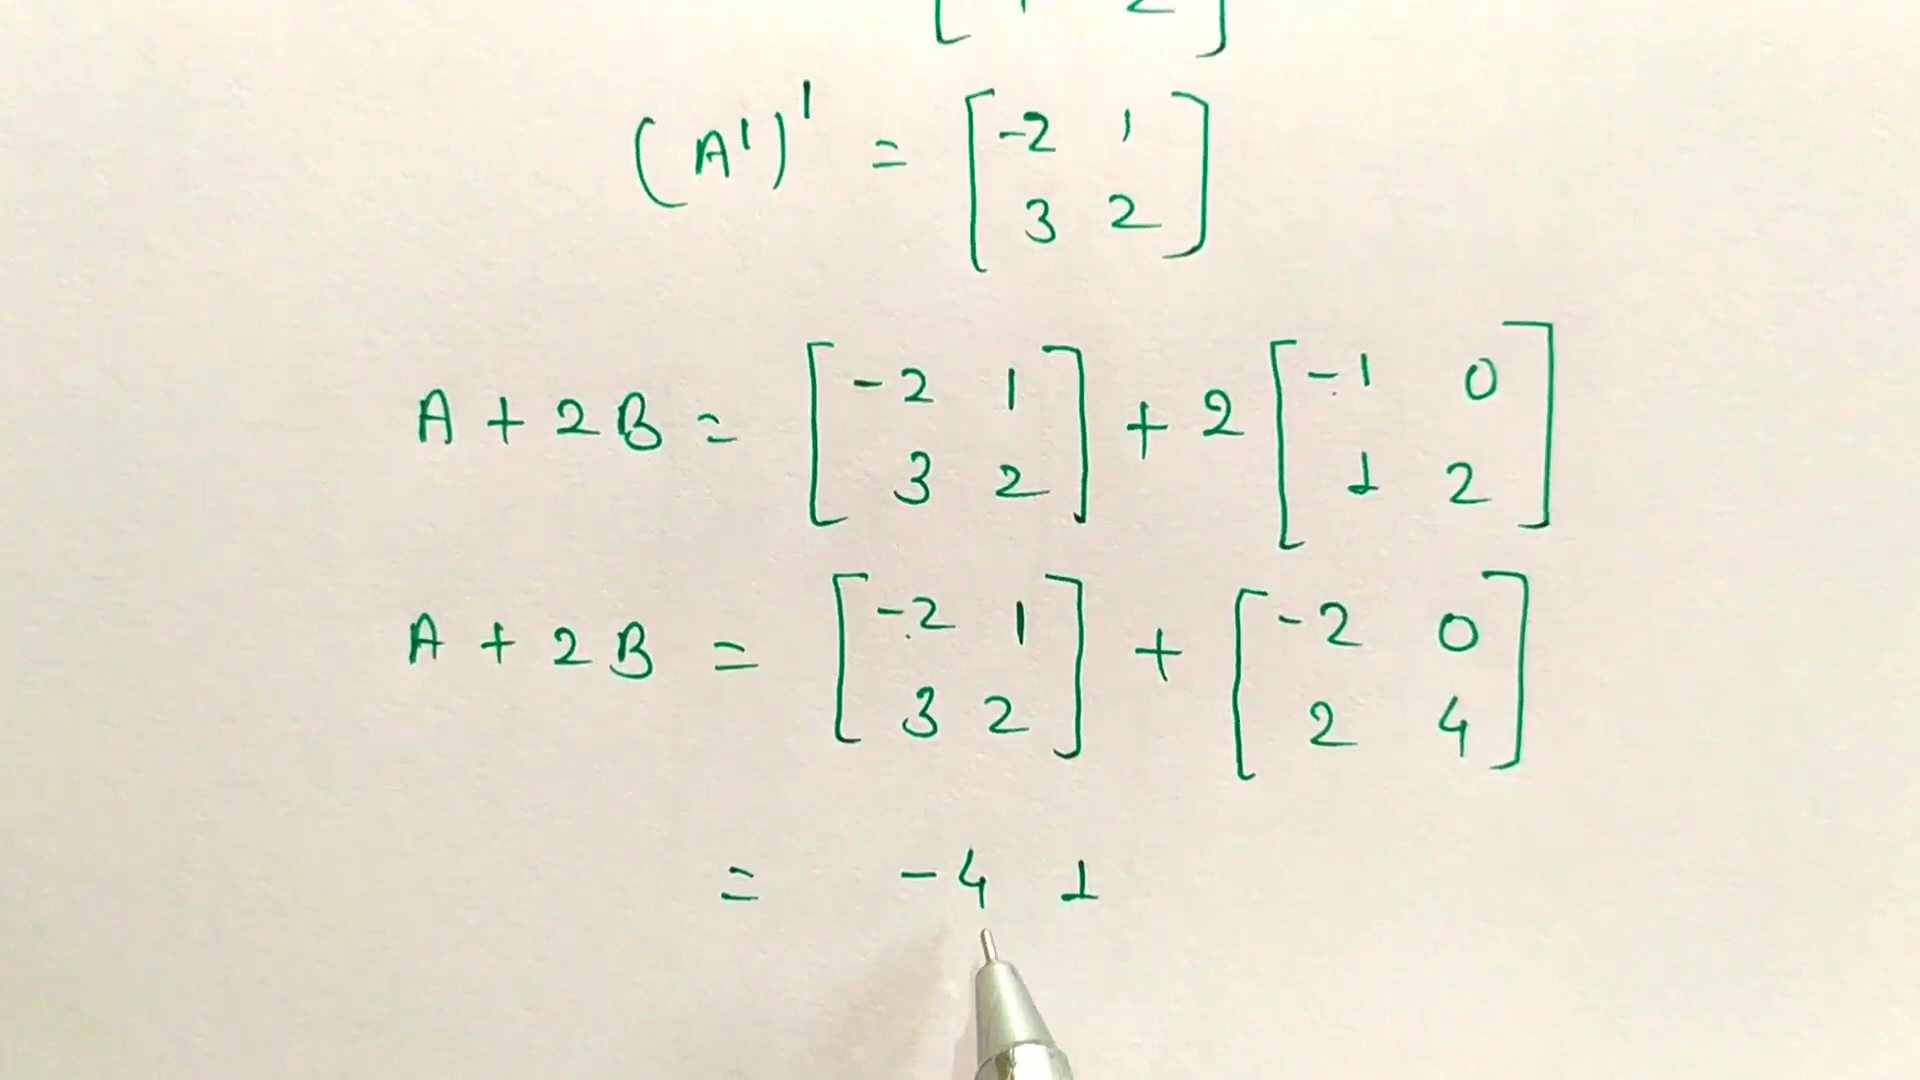 (A')' = [-2 1
3 2]
A + 2B = [-2 1 + 2 [-1 0
3 2] 1 2]
A + 2B = [-2 1 + [-2 0
3 2] 2 4]
= -4 1